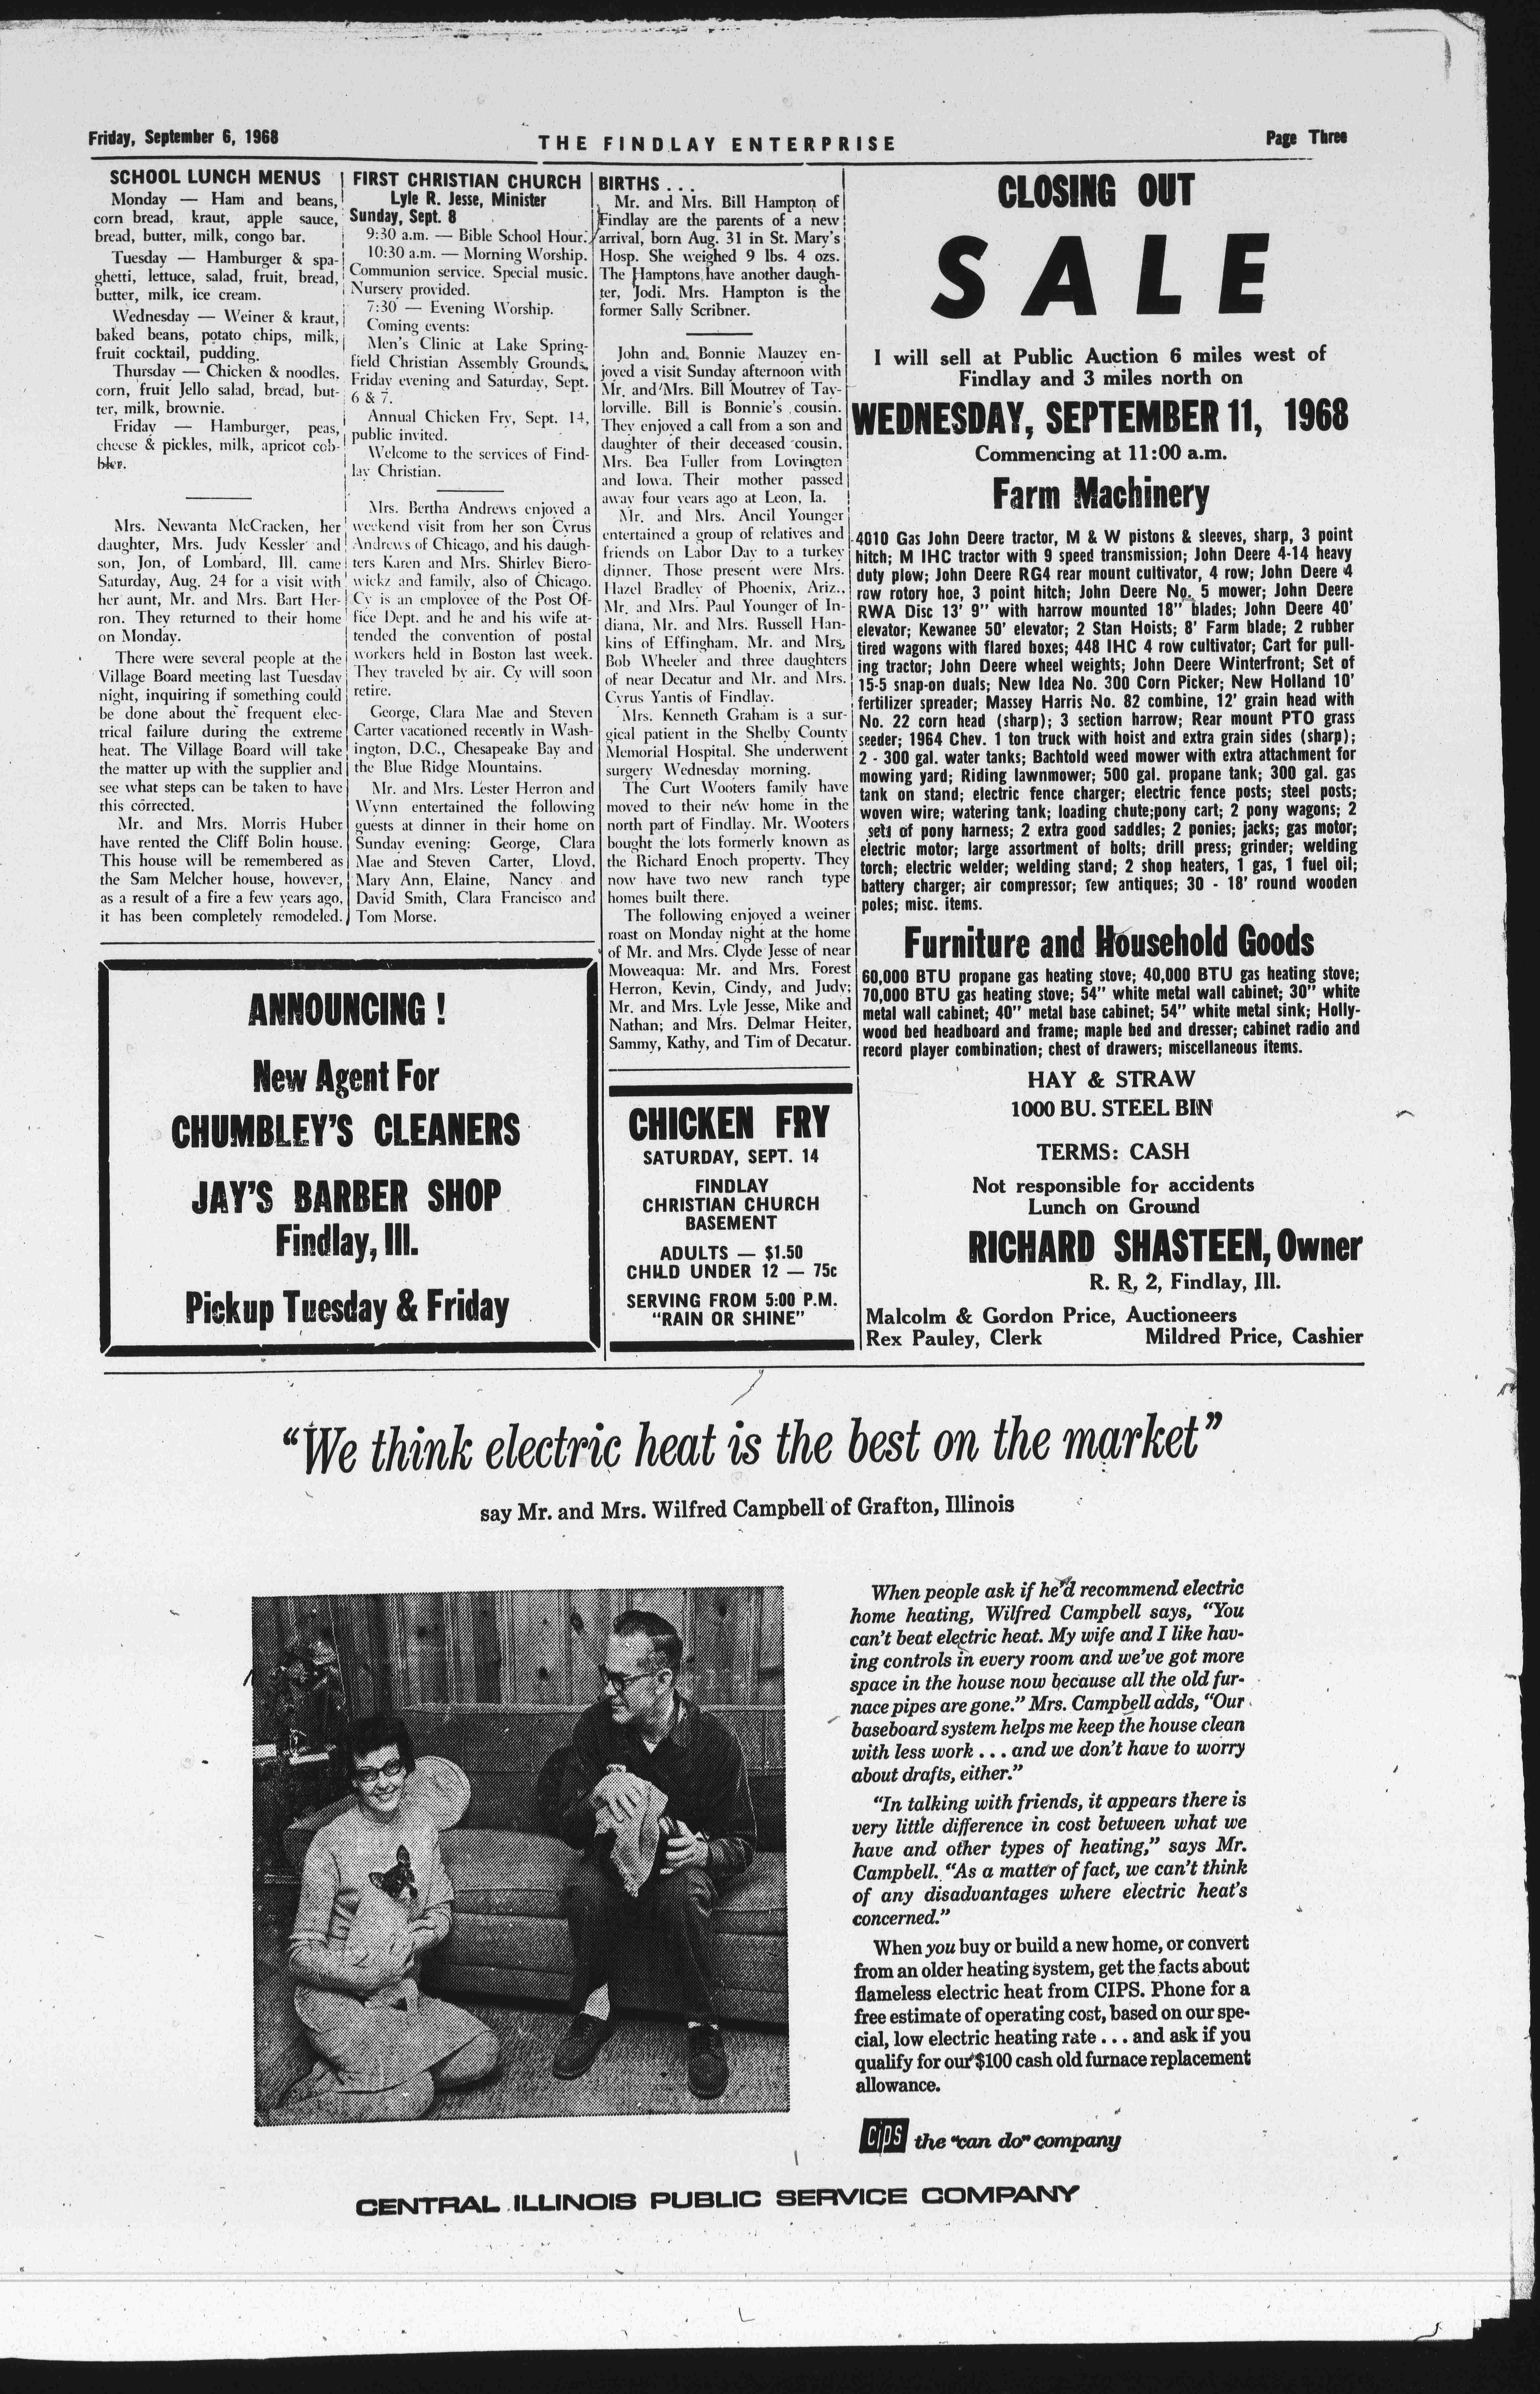 Friday, September 6, 1968
THE FINDLAY ENTERPRISE
Page Three
SCHOOL LUNCH MENUS
Monday — Ham and beans,
corn bread, kraut, apple sauce,
bread, butter, milk, congo bar.
Tuesday — Hamburger & spa-
ghetti, lettuce, salad, fruit, bread,
butter, milk, ice cream.
Wednesday — Weiner & kraut,
baked beans, potato chips, milk,
fruit cocktail, pudding.
Thursday — Chicken & noodles,
corn, fruit Jello salad, bread, but-
ter, milk, brownie.
Friday — Hamburger, peas,
cheese & pickles, milk, apricot cob-
bler.
Mrs. Newanta McCracken, her
daughter, Mrs. Judy Kessler and
son, Jon, of Lombard, Ill. came
Saturday, Aug. 24 for a visit with
her aunt, Mr. and Mrs. Bart Her-
ron. They returned to their home
on Monday.
There were several people at the
Village Board meeting last Tuesday
night, inquiring if something could
be done about the frequent elec-
trical failure during the extreme
heat. The Village Board will take
the matter up with the supplier and
see what steps can be taken to have
this corrected.
Mr. and Mrs. Morris Huber
have rented the Cliff Bolin house.
This house will be remembered as
the Sam Melcher house, however,
as a result of a fire a few years ago,
it has been completely remodeled.
FIRST CHRISTIAN CHURCH
Lyle R. Jesse, Minister
Sunday, Sept. 8
9:30 a.m. — Bible School Hour.
10:30 a.m. — Morning Worship.
Communion service. Special music.
Nursery provided.
7:30 — Evening Worship.
Coming events:
Men's Clinic at Lake Spring-
field Christian Assembly Grounds,
Friday evening and Saturday, Sept.
6 & 7.
Annual Chicken Fry, Sept. 14,
public invited.
Welcome to the services of Find-
lay Christian.
Mrs. Bertha Andrews enjoyed a
weekend visit from her son Cyrus
Andrews of Chicago, and his daugh-
ters Karen and Mrs. Shirley Biero-
wickz and family, also of Chicago.
Cy is an employee of the Post Of-
fice Dept. and he and his wife at-
tended the convention of postal
workers held in Boston last week.
They traveled by air. Cy will soon
retire.
George, Clara Mae and Steven
Carter vacationed recently in Wash-
ington, D.C., Chesapeake Bay and
the Blue Ridge Mountains.
Mr. and Mrs. Lester Herron and
Wynn entertained the following
guests at dinner in their home on
Sunday evening: George, Clara
Mae and Steven Carter, Lloyd,
Mary Ann, Elaine, Nancy and
David Smith, Clara Francisco and
Tom Morse.
BIRTHS . . .
Mr. and Mrs. Bill Hampton of
Findlay are the parents of a new
arrival, born Aug. 31 in St. Mary's
Hosp. She weighed 9 lbs. 4 ozs.
The Hamptons have another daugh-
ter, Jodi. Mrs. Hampton is the
former Sally Scribner.
John and Bonnie Mauzey en-
joyed a visit Sunday afternoon with
Mr. and Mrs. Bill Moutrey of Tay-
lorville. Bill is Bonnie's cousin.
They enjoyed a call from a son and
daughter of their deceased cousin,
Mrs. Bea Fuller from Lovington
and Iowa. Their mother passed
away four years ago at Leon, Ia.
Mr. and Mrs. Ancil Younger
entertained a group of relatives and
friends on Labor Day to a turkey
dinner. Those present were Mrs.
Hazel Bradley of Phoenix, Ariz.,
Mr. and Mrs. Paul Younger of In-
diana, Mr. and Mrs. Russell Han-
kins of Effingham, Mr. and Mrs.
Bob Wheeler and three daughters
of near Decatur and Mr. and Mrs.
Cyrus Yantis of Findlay.
Mrs. Kenneth Graham is a sur-
gical patient in the Shelby County
Memorial Hospital. She underwent
surgery Wednesday morning.
The Curt Wooters family have
moved to their new home in the
north part of Findlay. Mr. Wooters
bought the lots formerly known as
the Richard Enoch property. They
now have two new ranch type
homes built there.
The following enjoyed a weiner
roast on Monday night at the home
of Mr. and Mrs. Clyde Jesse of near
Moweaqua: Mr. and Mrs. Forest
Herron, Kevin, Cindy, and Judy;
Mr. and Mrs. Lyle Jesse, Mike and
Nathan; and Mrs. Delmar Heiter,
Sammy, Kathy, and Tim of Decatur.
ANNOUNCING !
New Agent For
CHUMBLEY'S CLEANERS
JAY'S BARBER SHOP
Findlay, Ill.
Pickup Tuesday & Friday
CHICKEN FRY
SATURDAY, SEPT. 14
FINDLAY
CHRISTIAN CHURCH
BASEMENT
ADULTS — $1.50
CHILD UNDER 12 — 75c
SERVING FROM 5:00 P.M.
"RAIN OR SHINE"
CLOSING OUT
SALE
I will sell at Public Auction 6 miles west of
Findlay and 3 miles north on
WEDNESDAY, SEPTEMBER 11, 1968
Commencing at 11:00 a.m.
Farm Machinery
4010 Gas John Deere tractor, M & W pistons & sleeves, sharp, 3 point
hitch; M IHC tractor with 9 speed transmission; John Deere 4-14 heavy
duty plow; John Deere RG4 rear mount cultivator, 4 row; John Deere 4
row rotory hoe, 3 point hitch; John Deere No. 5 mower; John Deere
RWA Disc 13' 9" with harrow mounted 18" blades; John Deere 40'
elevator; Kewanee 50' elevator; 2 Stan Hoists; 8' Farm blade; 2 rubber
tired wagons with flared boxes; 448 IHC 4 row cultivator; Cart for pull-
ing tractor; John Deere wheel weights; John Deere Winterfront; Set of
15-5 snap-on duals; New Idea No. 300 Corn Picker; New Holland 10'
fertilizer spreader; Massey Harris No. 82 combine, 12' grain head with
No. 22 corn head (sharp); 3 section harrow; Rear mount PTO grass
seeder; 1964 Chev. 1 ton truck with hoist and extra grain sides (sharp);
2 - 300 gal. water tanks; Bachtold weed mower with extra attachment for
mowing yard; Riding lawnmower; 500 gal. propane tank; 300 gal. gas
tank on stand; electric fence charger; electric fence posts; steel posts;
woven wire; watering tank; loading chute;pony cart; 2 pony wagons; 2
sets of pony harness; 2 extra good saddles; 2 ponies; jacks; gas motor;
electric motor; large assortment of bolts; drill press; grinder; welding
torch; electric welder; welding stand; 2 shop heaters, 1 gas, 1 fuel oil;
battery charger; air compressor; few antiques; 30 - 18' round wooden
poles; misc. items.
Furniture and Household Goods
60,000 BTU propane gas heating stove; 40,000 BTU gas heating stove;
70,000 BTU gas heating stove; 54" white metal wall cabinet; 30" white
metal wall cabinet; 40" metal base cabinet; 54" white metal sink; Holly-
wood bed headboard and frame; maple bed and dresser; cabinet radio and
record player combination; chest of drawers; miscellaneous items.
HAY & STRAW
1000 BU. STEEL BIN
TERMS: CASH
Not responsible for accidents
Lunch on Ground
RICHARD SHASTEEN, Owner
R. R. 2, Findlay, Ill.
Malcolm & Gordon Price, Auctioneers
Rex Pauley, Clerk Mildred Price, Cashier
"We think electric heat is the best on the market"
say Mr. and Mrs. Wilfred Campbell of Grafton, Illinois
When people ask if he'd recommend electric
home heating, Wilfred Campbell says, "You
can't beat electric heat. My wife and I like hav-
ing controls in every room and we've got more
space in the house now because all the old fur-
nace pipes are gone." Mrs. Campbell adds, "Our
baseboard system helps me keep the house clean
with less work . . . and we don't have to worry
about drafts, either."
"In talking with friends, it appears there is
very little difference in cost between what we
have and other types of heating," says Mr.
Campbell. "As a matter of fact, we can't think
of any disadvantages where electric heat's
concerned."
When you buy or build a new home, or convert
from an older heating system, get the facts about
flameless electric heat from CIPS. Phone for a
free estimate of operating cost, based on our spe-
cial, low electric heating rate . . . and ask if you
qualify for our $100 cash old furnace replacement
allowance.
CIPS the "can do" company
CENTRAL ILLINOIS PUBLIC SERVICE COMPANY